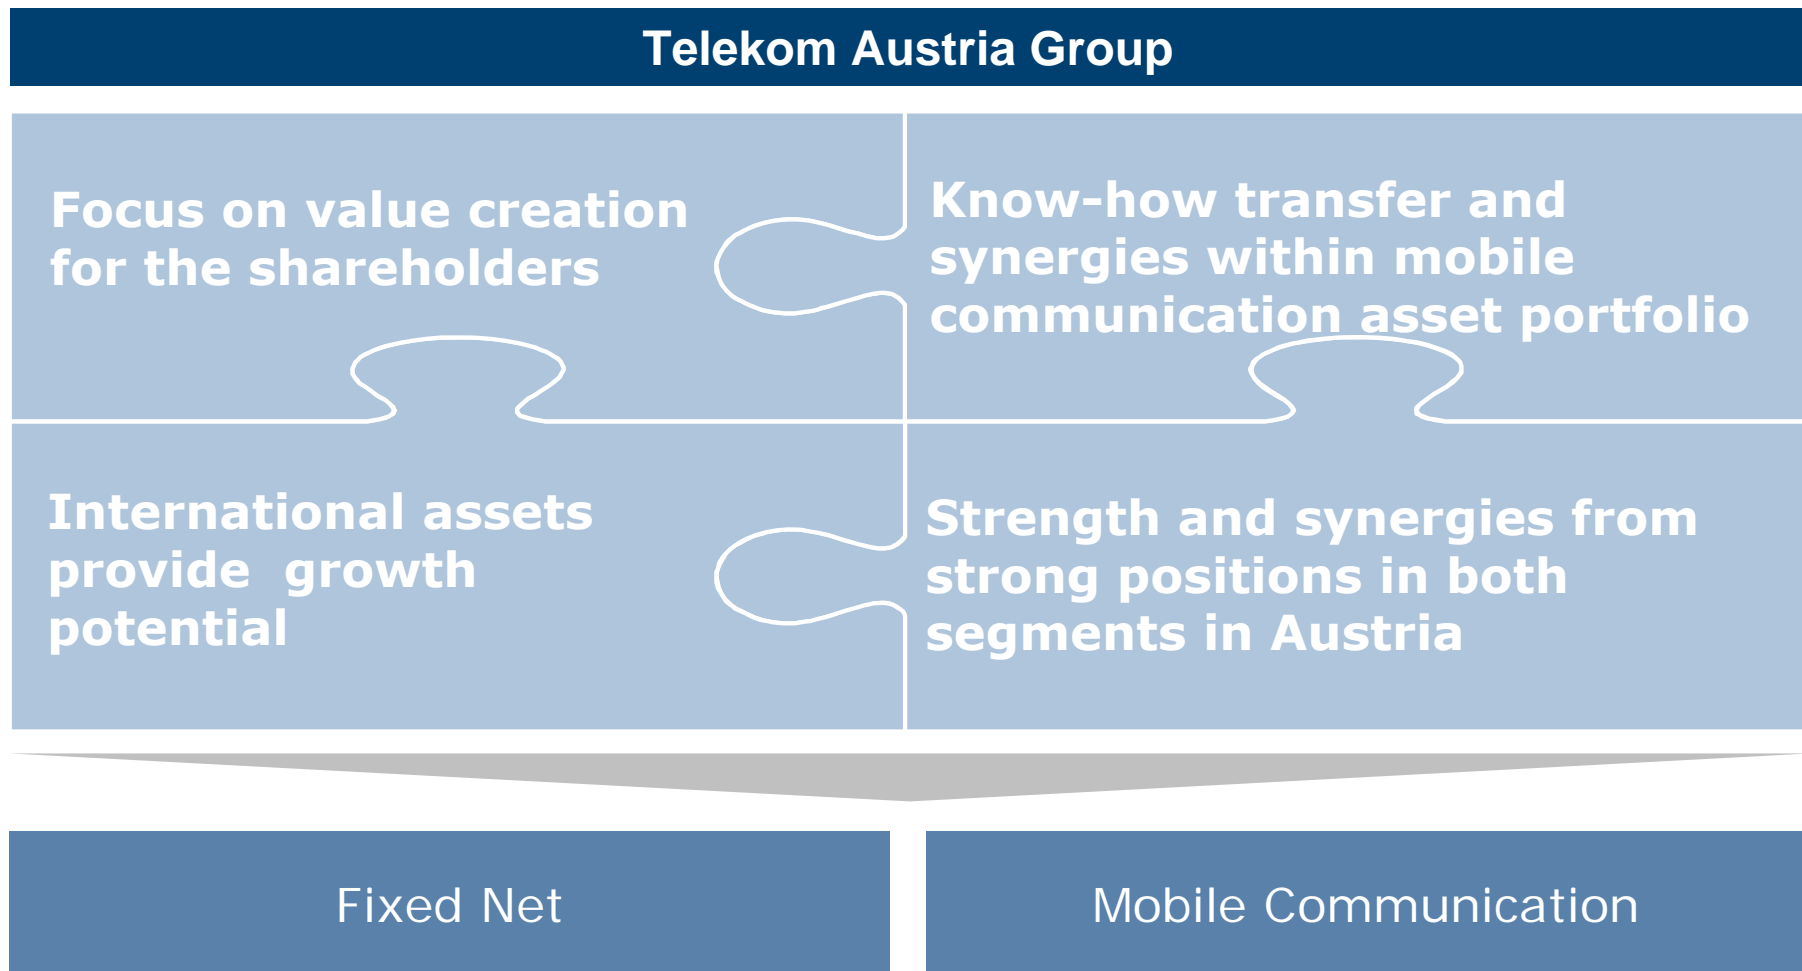 Telekom Austria Group
Focus on value creation
for the shareholders
Know-how transfer and
synergies within mobile
communication asset portfolio
International assets
provide  growth
potential
Strength and synergies from
strong positions in both
segments in Austria
Fixed Net
Mobile Communication